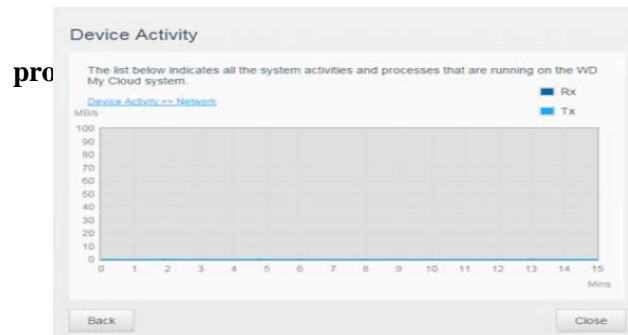 Device Activity
pro
The list below indicates all the system activities and processes that are running on the WD
My Cloud system.
Rx
Device Activity >> Network
Tx
MB/s
100
90
80
70
60
50
40
30
20
10
0
0 1 2 3 4 5 6 7 8 9 10 11 12 13 14 15
Mins
Back Close